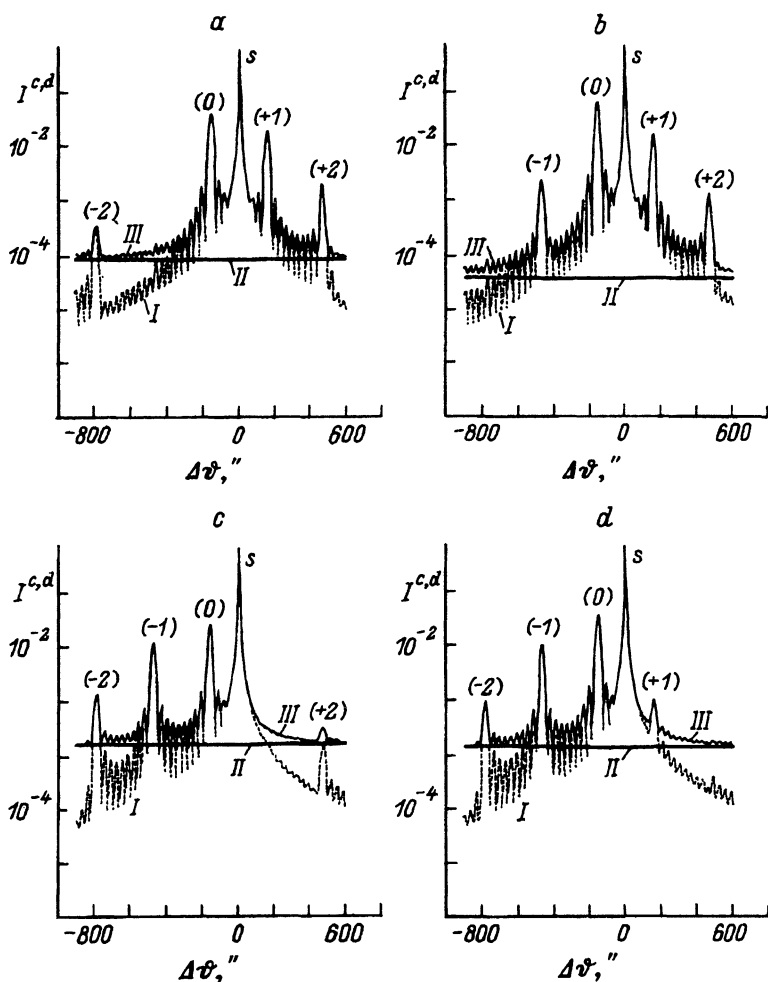 a
b
I^{c,d}
s
(0)
(+1)
10^{-2}
(+2)
(-2)
III
10^{-4}
II
I
-800 0 600
Δϑ,″
I^{c,d}
s
(0)
(+1)
10^{-2}
(-1)
(+2)
III
10^{-4}
II
I
-800 0 600
Δϑ,″
c
d
I^{c,d}
s
(0)
(-1)
10^{-2}
(-2)
III
(+2)
II
10^{-4}
I
-800 0 600
Δϑ,″
I^{c,d}
s
(0)
(-1)
10^{-2}
(-2)
(+1)
III
II
10^{-4}
I
-800 0 600
Δϑ,″